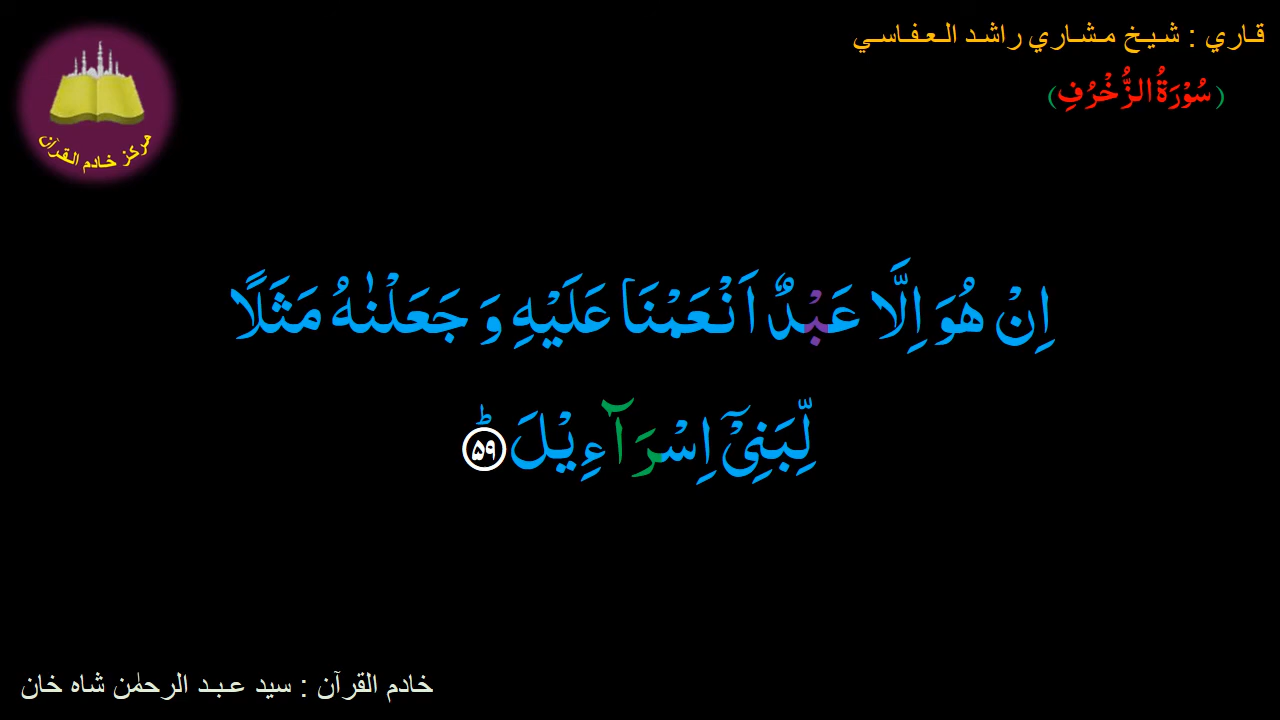 قاري : شيخ مشاري راشد العفاسي
(سُوْرَةُ الزُّخْرُفِ)
مركز خادم القرآن
اِنْ هُوَ اِلَّا عَبْدٌ اَنْعَمْنَا عَلَيْهِ وَ جَعَلْنٰهُ مَثَلًا
لِّبَنِیْۤ اِسْرَآءِیْلَؕ ۵۹
خادم القرآن : سيد عبد الرحمٰن شاه خان